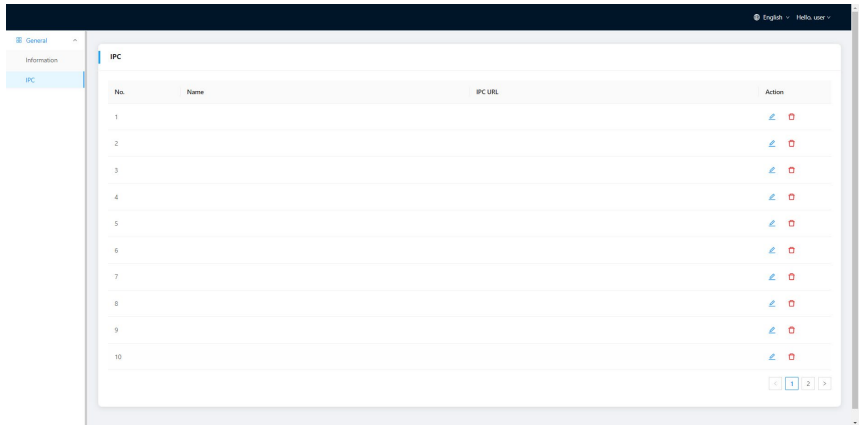 English Hello, user
General
Information
IPC
IPC
No. Name IPC URL Action
1
2
3
4
5
6
7
8
9
10
1 2